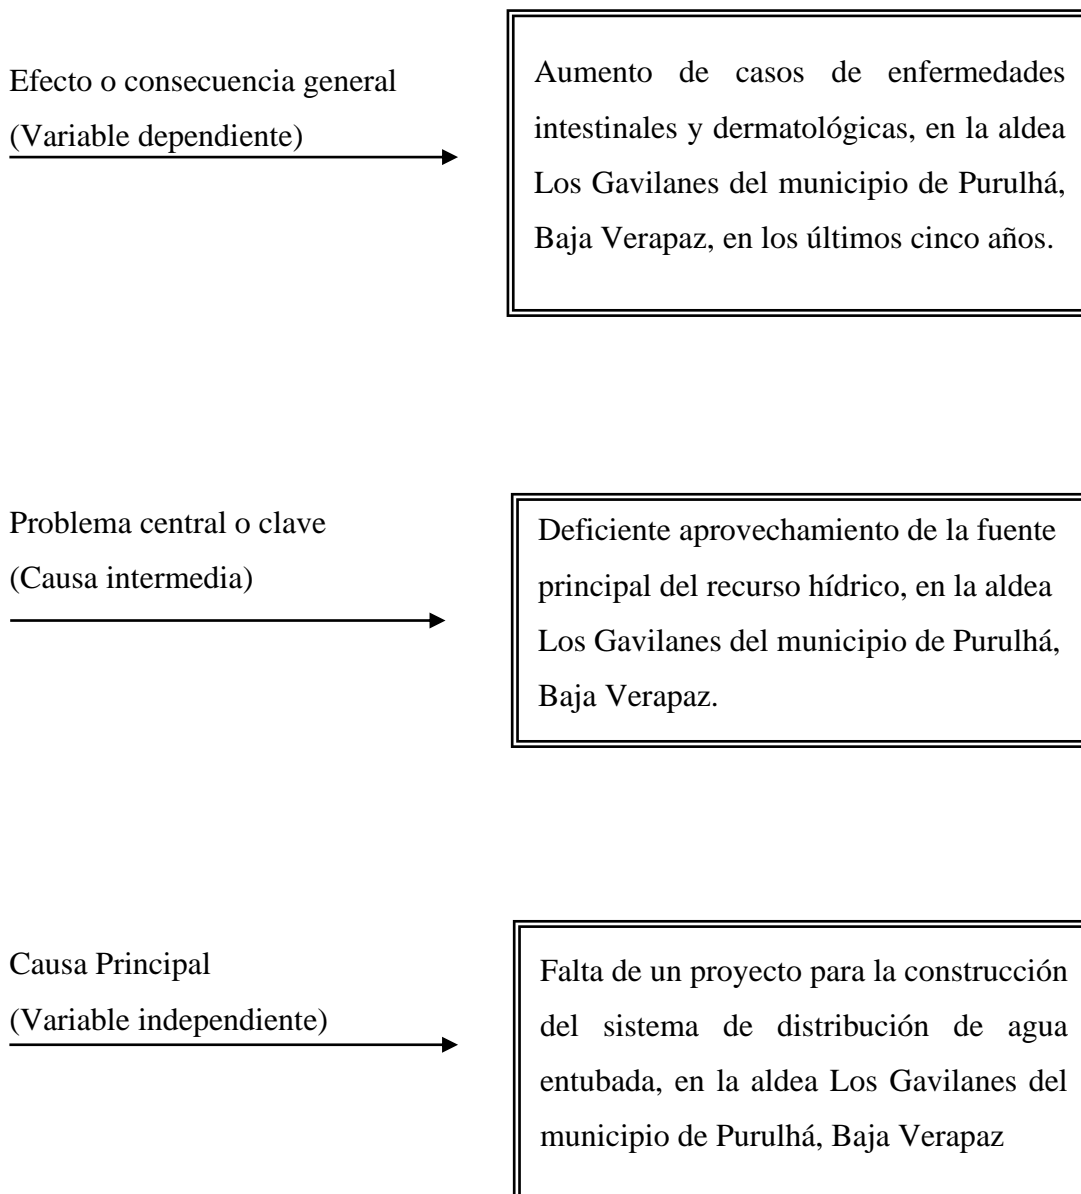 Efecto o consecuencia general
(Variable dependiente)
Aumento de casos de enfermedades
intestinales y dermatológicas, en la aldea
Los Gavilanes del municipio de Purulhá,
Baja Verapaz, en los últimos cinco años.
Problema central o clave
(Causa intermedia)
Deficiente aprovechamiento de la fuente
principal del recurso hídrico, en la aldea
Los Gavilanes del municipio de Purulhá,
Baja Verapaz.
Causa Principal
(Variable independiente)
Falta de un proyecto para la construcción
del sistema de distribución de agua
entubada, en la aldea Los Gavilanes del
municipio de Purulhá, Baja Verapaz